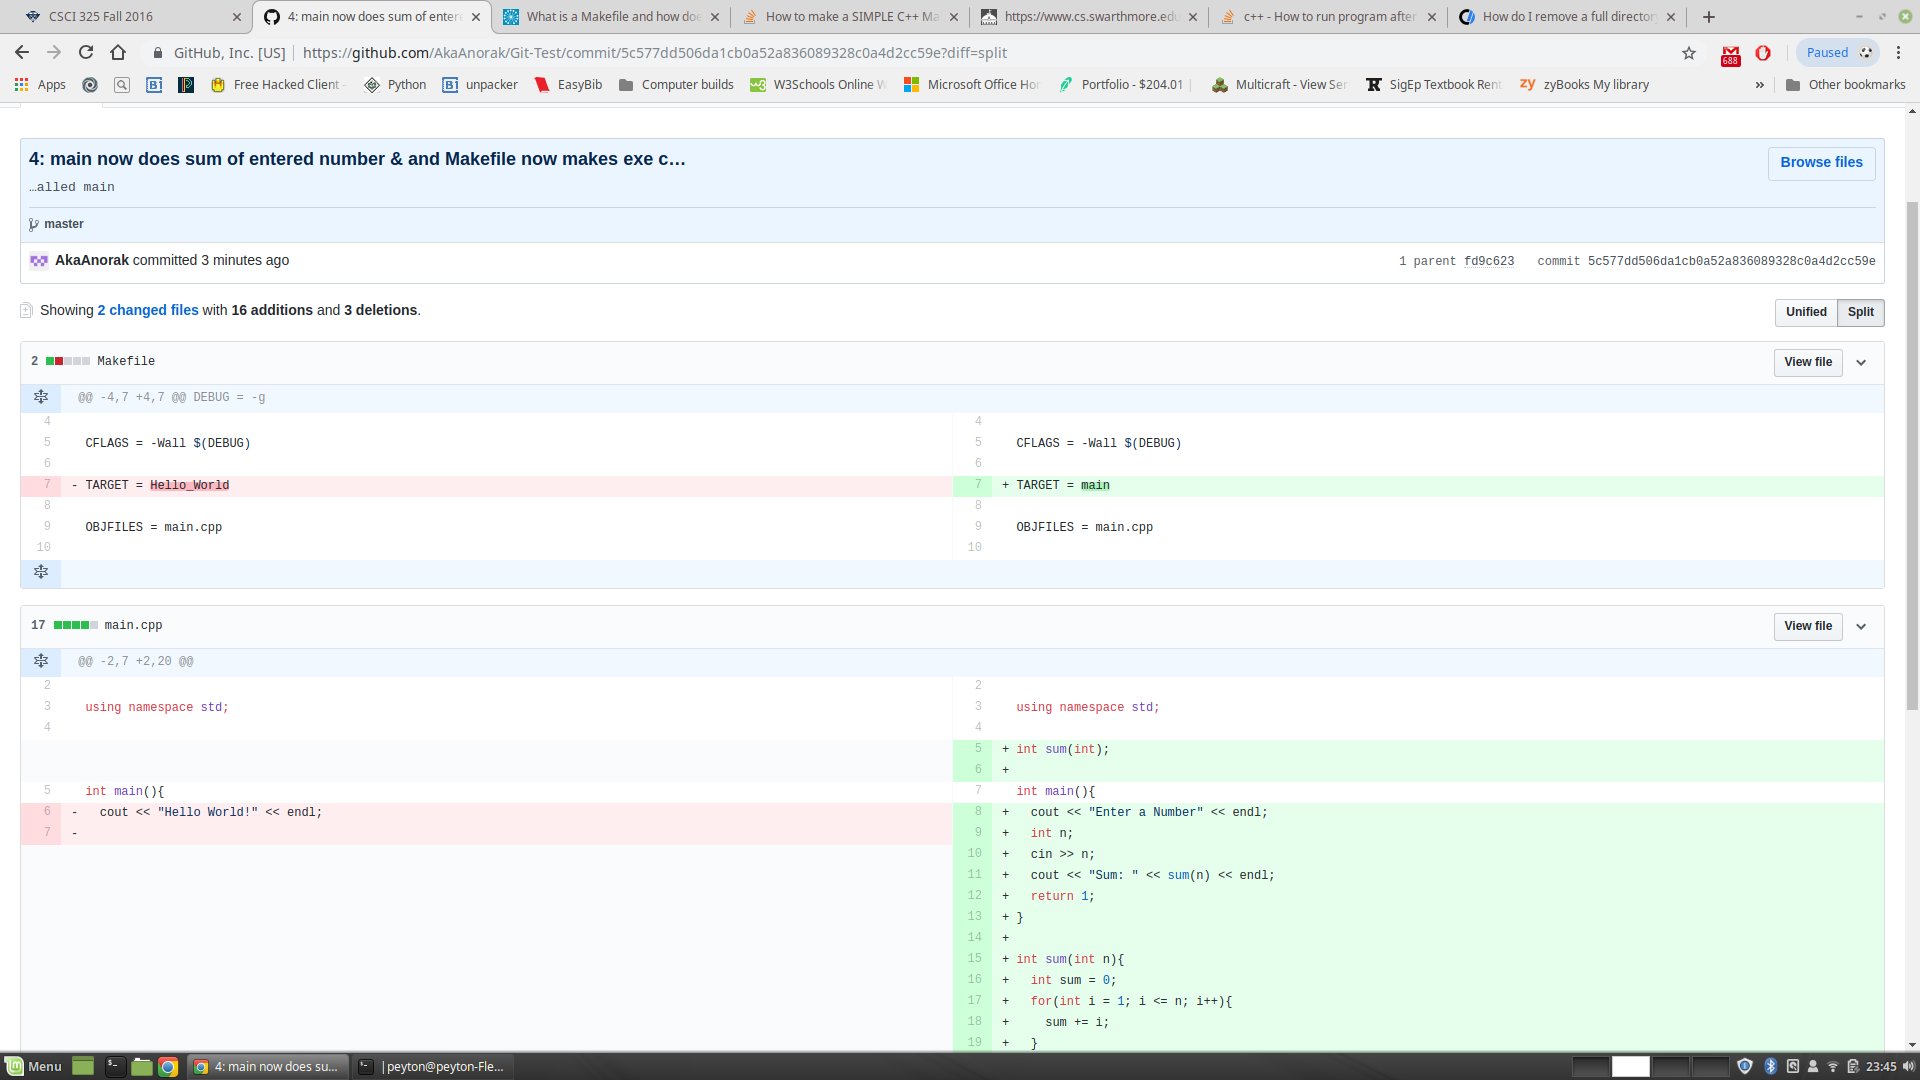 CSCI 325 Fall 2016
4: main now does sum of enter
What is a Makefile and how doe
How to make a SIMPLE C++ Ma
https://www.cs.swarthmore.edu
c++ - How to run program after
How do I remove a full directory
GitHub, Inc. [US] | https://github.com/AkaAnorak/Git-Test/commit/5c577dd506da1cb0a52a836089328c0a4d2cc59e?diff=split
688
Paused
Apps
Free Hacked Client -
Python
unpacker
EasyBib
Computer builds
W3Schools Online W
Microsoft Office Hor
Portfolio - $204.01 |
Multicraft - View Ser
SigEp Textbook Rent
zyBooks My library
»
Other bookmarks
4: main now does sum of entered number & and Makefile now makes exe c…
Browse files
…alled main
master
AkaAnorak committed 3 minutes ago
1 parent fd9c623 commit 5c577dd506da1cb0a52a836089328c0a4d2cc59e
Showing 2 changed files with 16 additions and 3 deletions.
Unified Split
2 Makefile
View file
@@ -4,7 +4,7 @@ DEBUG = -g
4 4
5 CFLAGS = -Wall $(DEBUG) 5 CFLAGS = -Wall $(DEBUG)
6 6
7 - TARGET = Hello_World 7 + TARGET = main
8 8
9 OBJFILES = main.cpp 9 OBJFILES = main.cpp
10 10
17 main.cpp
View file
@@ -2,7 +2,20 @@
2 2
3 using namespace std; 3 using namespace std;
4 4
5 + int sum(int);
6 +
5 int main(){ 7 int main(){
6 - cout << "Hello World!" << endl; 8 + cout << "Enter a Number" << endl;
7 - 9 + int n;
10 + cin >> n;
11 + cout << "Sum: " << sum(n) << endl;
12 + return 1;
13 + }
14 +
15 + int sum(int n){
16 + int sum = 0;
17 + for(int i = 1; i <= n; i++){
18 + sum += i;
19 + }
Menu
4: main now does su...
|peyton@peyton-Fle...
23:45